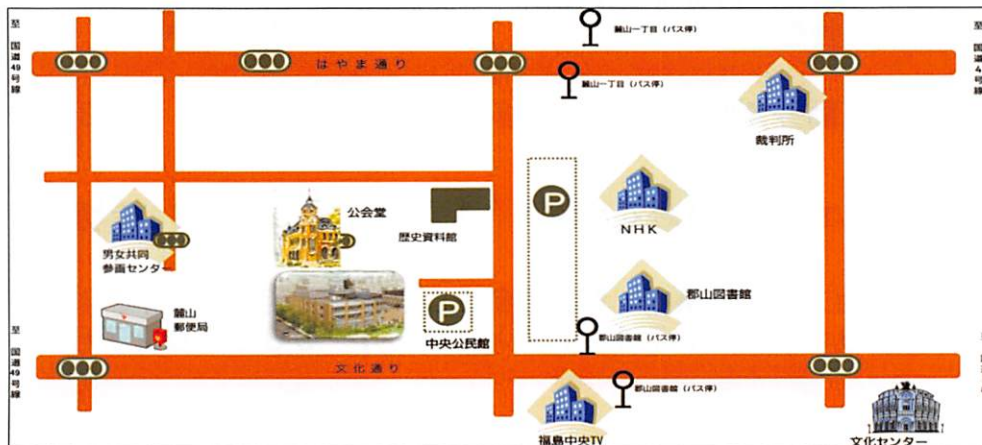 至 国道49号線
麓山一丁目（バス停）
はやま通り
麓山一丁目（バス停）
至 国道4号線
裁判所
P
NHK
公会堂
歴史資料館
男女共同
参画センター
郡山図書館
麓山
郵便局
P
中央公民館
郡山図書館（バス停）
至 国道49号線
文化通り
郡山図書館（バス停）
福島中央TV
文化センター